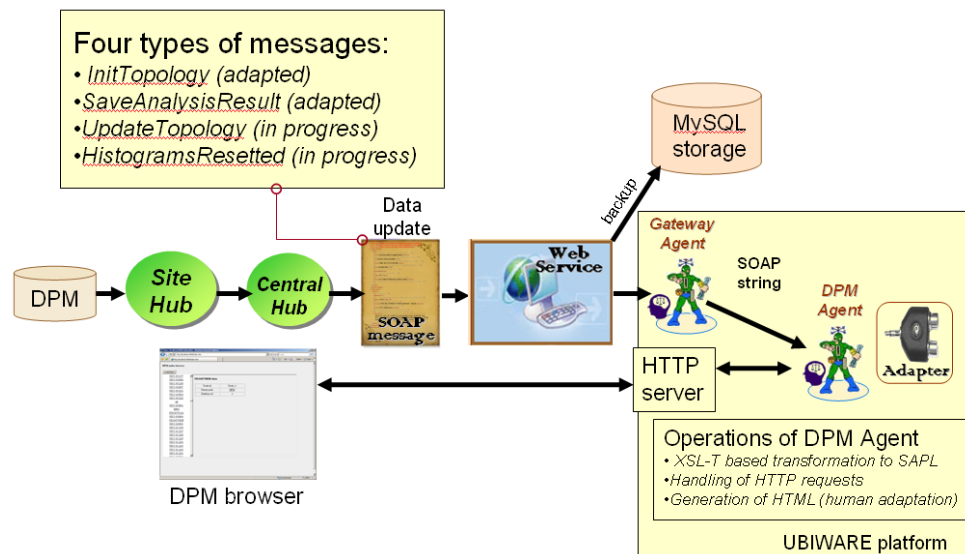 Four types of messages:
• InitTopology (adapted)
• SaveAnalysisResult (adapted)
• UpdateTopology (in progress)
• HistogramsResetted (in progress)
MySQL
storage
backup
Data
update
Gateway
Agent
SOAP
string
DPM
Agent
Web
Service
DPM
Site
Hub
Central
Hub
SOAP
message
Adapter
HTTP
server
DPM browser
Operations of DPM Agent
• XSL-T based transformation to SAPL
• Handling of HTTP requests
• Generation of HTML (human adaptation)
UBIWARE platform